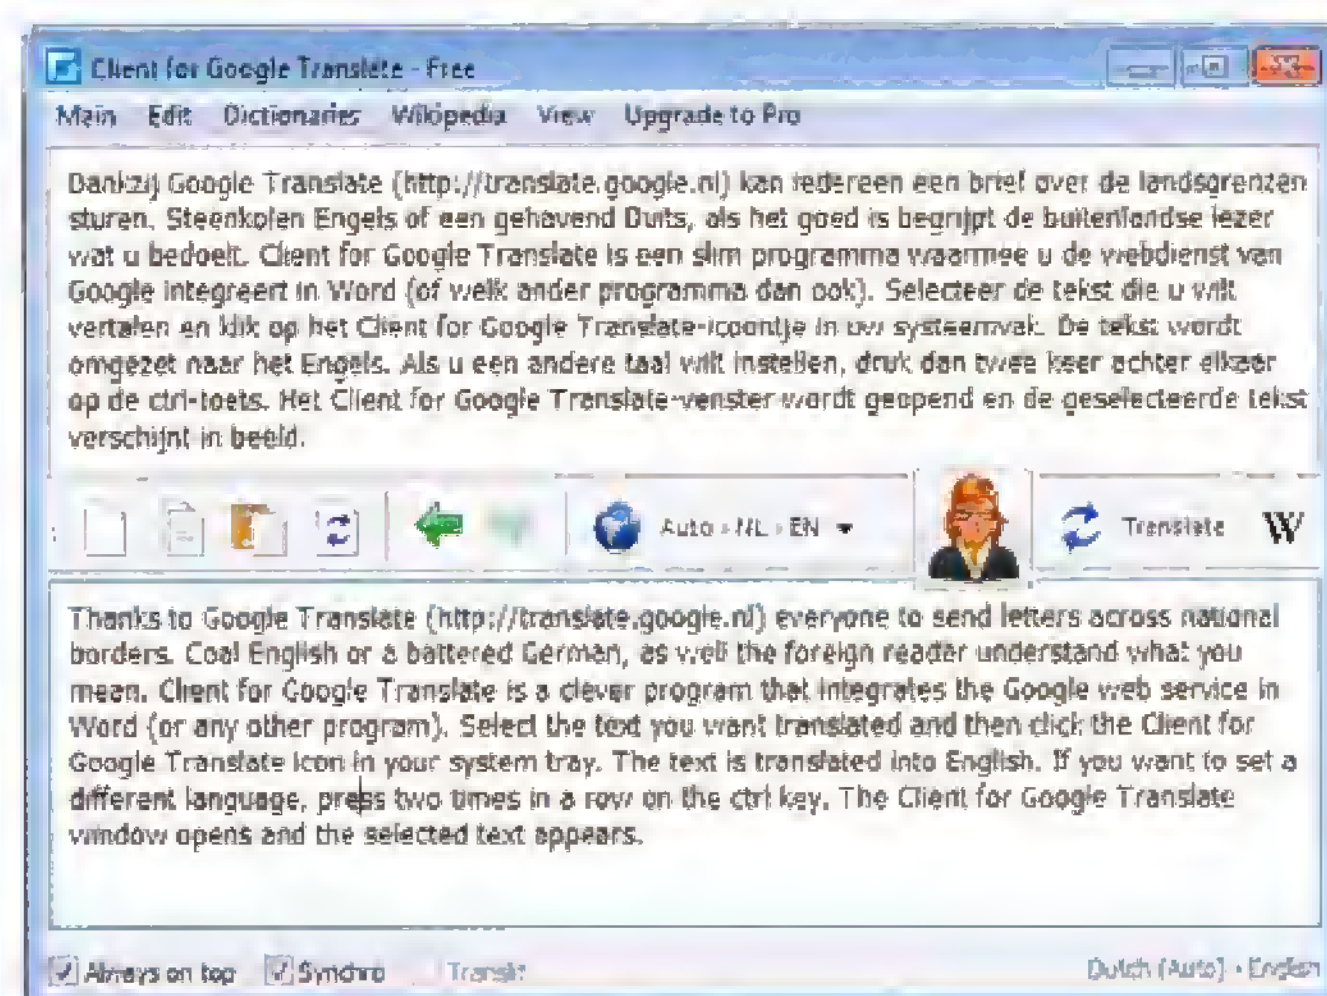 Client for Google Translate - Free
Main Edit Dictionaries Wikipedia View Upgrade to Pro
Dankzij Google Translate (http://translate.google.nl) kan iedereen een brief over de landsgrenzen
sturen. Steenkolen Engels of een gehavend Duits, als het goed is begrijpt de buitenlandse lezer
wat u bedoelt. Client for Google Translate is een slim programma waarmee u de webdienst van
Google integreert in Word (of welk ander programma dan ook). Selecteer de tekst die u wilt
vertalen en klik op het Client for Google Translate-icoontje in uw systeemvak. De tekst wordt
omgezet naar het Engels. Als u een andere taal wilt instellen, druk dan twee keer achter elkaar
op de ctrl-toets. Het Client for Google Translate-venster wordt geopend en de geselecteerde tekst
verschijnt in beeld.
Auto » NL » EN Translate W
Thanks to Google Translate (http://translate.google.nl) everyone to send letters across national
borders. Coal English or a battered German, as well the foreign reader understand what you
mean. Client for Google Translate is a clever program that integrates the Google web service in
Word (or any other program). Select the text you want translated and then click the Client for
Google Translate icon in your system tray. The text is translated into English. If you want to set a
different language, press two times in a row on the ctrl key. The Client for Google Translate
window opens and the selected text appears.
Always on top Synchro Translit Dutch (Auto) » English